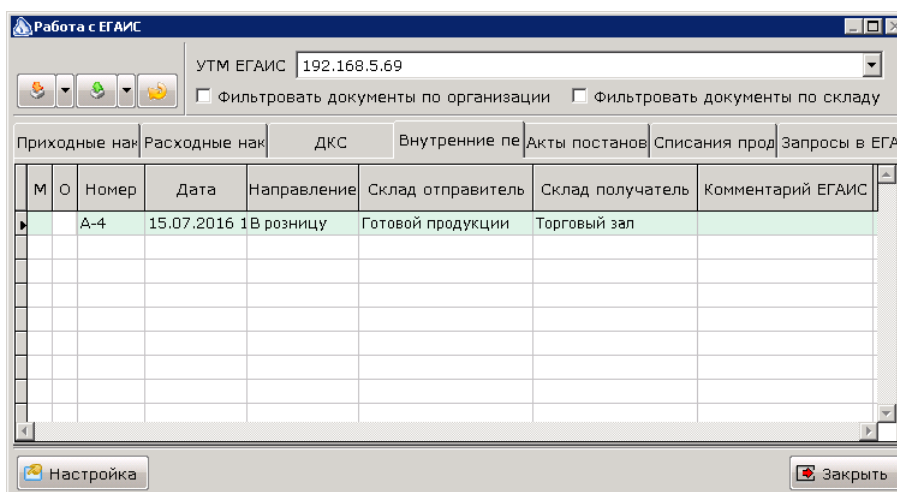 Работа с ЕГАИС
УТМ ЕГАИС 192.168.5.69
Фильтровать документы по организации Фильтровать документы по складу
Приходные нак Расходные нак ДКС Внутренние пе Акты постанов Списания прод Запросы в ЕГА
М О Номер Дата Направление Склад отправитель Склад получатель Комментарий ЕГАИС
А-4 15.07.2016 1 В розницу Готовой продукции Торговый зал
Настройка Закрыть